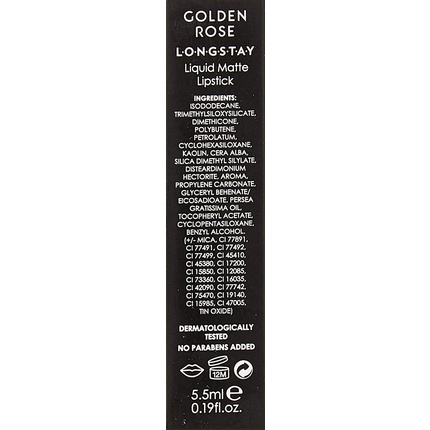 GOLDEN
ROSE
L·O·N·G·S·T·A·Y
Liquid Matte
Lipstick
INGREDIENTS:
ISODODECANE,
TRIMETHYLSILOXYSILICATE,
DIMETHICONE,
POLYBUTENE,
PETROLATUM,
CYCLOHEXASILOXANE,
KAOLIN, CERA ALBA,
SILICA DIMETHYL SILYLATE,
DISTEARDIMONIUM
HECTORITE, AROMA,
PROPYLENE CARBONATE,
GLYCERYL BEHENATE/
EICOSADIOATE, PERSEA
GRATISSIMA OIL,
TOCOPHERYL ACETATE,
CYCLOPENTASILOXANE,
BENZYL ALCOHOL.
(+/- MICA, CI 77891,
CI 77491, CI 77492,
CI 77499, CI 45410,
CI 45380, CI 17200,
CI 15850, CI 12085,
CI 73360, CI 16035,
CI 42090, CI 77742,
CI 75470, CI 19140,
CI 15985, CI 47005,
TIN OXIDE)
DERMATOLOGICALLY
TESTED
NO PARABENS ADDED
12M
5.5ml e
0.19fl.oz.